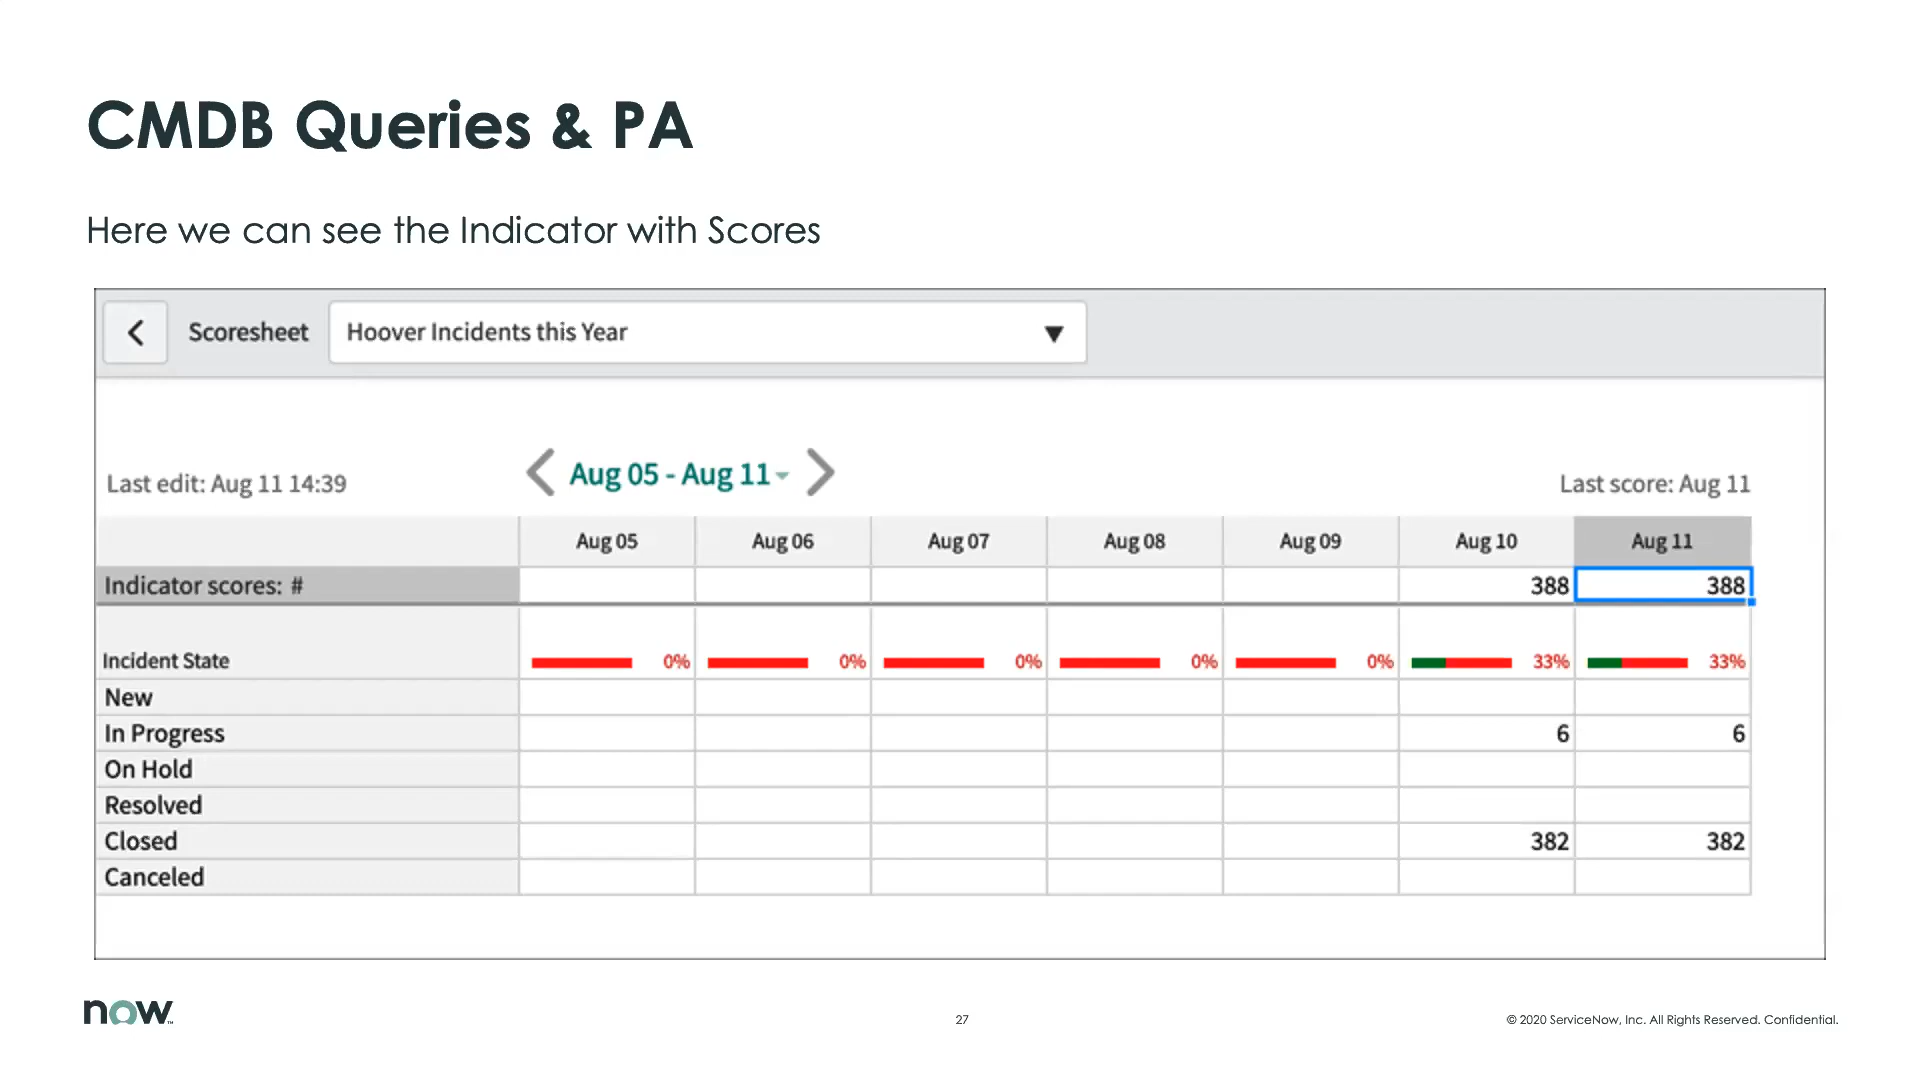 CMDB Queries & PA
Here we can see the Indicator with Scores
Scoresheet Hoover Incidents this Year
Last edit: Aug 11 14:39 Aug 05 - Aug 11 Last score: Aug 11
Aug 05 Aug 06 Aug 07 Aug 08 Aug 09 Aug 10 Aug 11
Indicator scores: # 388 388
Incident State 0% 0% 0% 0% 0% 33% 33%
New
In Progress 6 6
On Hold
Resolved
Closed 382 382
Canceled
now™ 27 © 2020 ServiceNow, Inc. All Rights Reserved. Confidential.